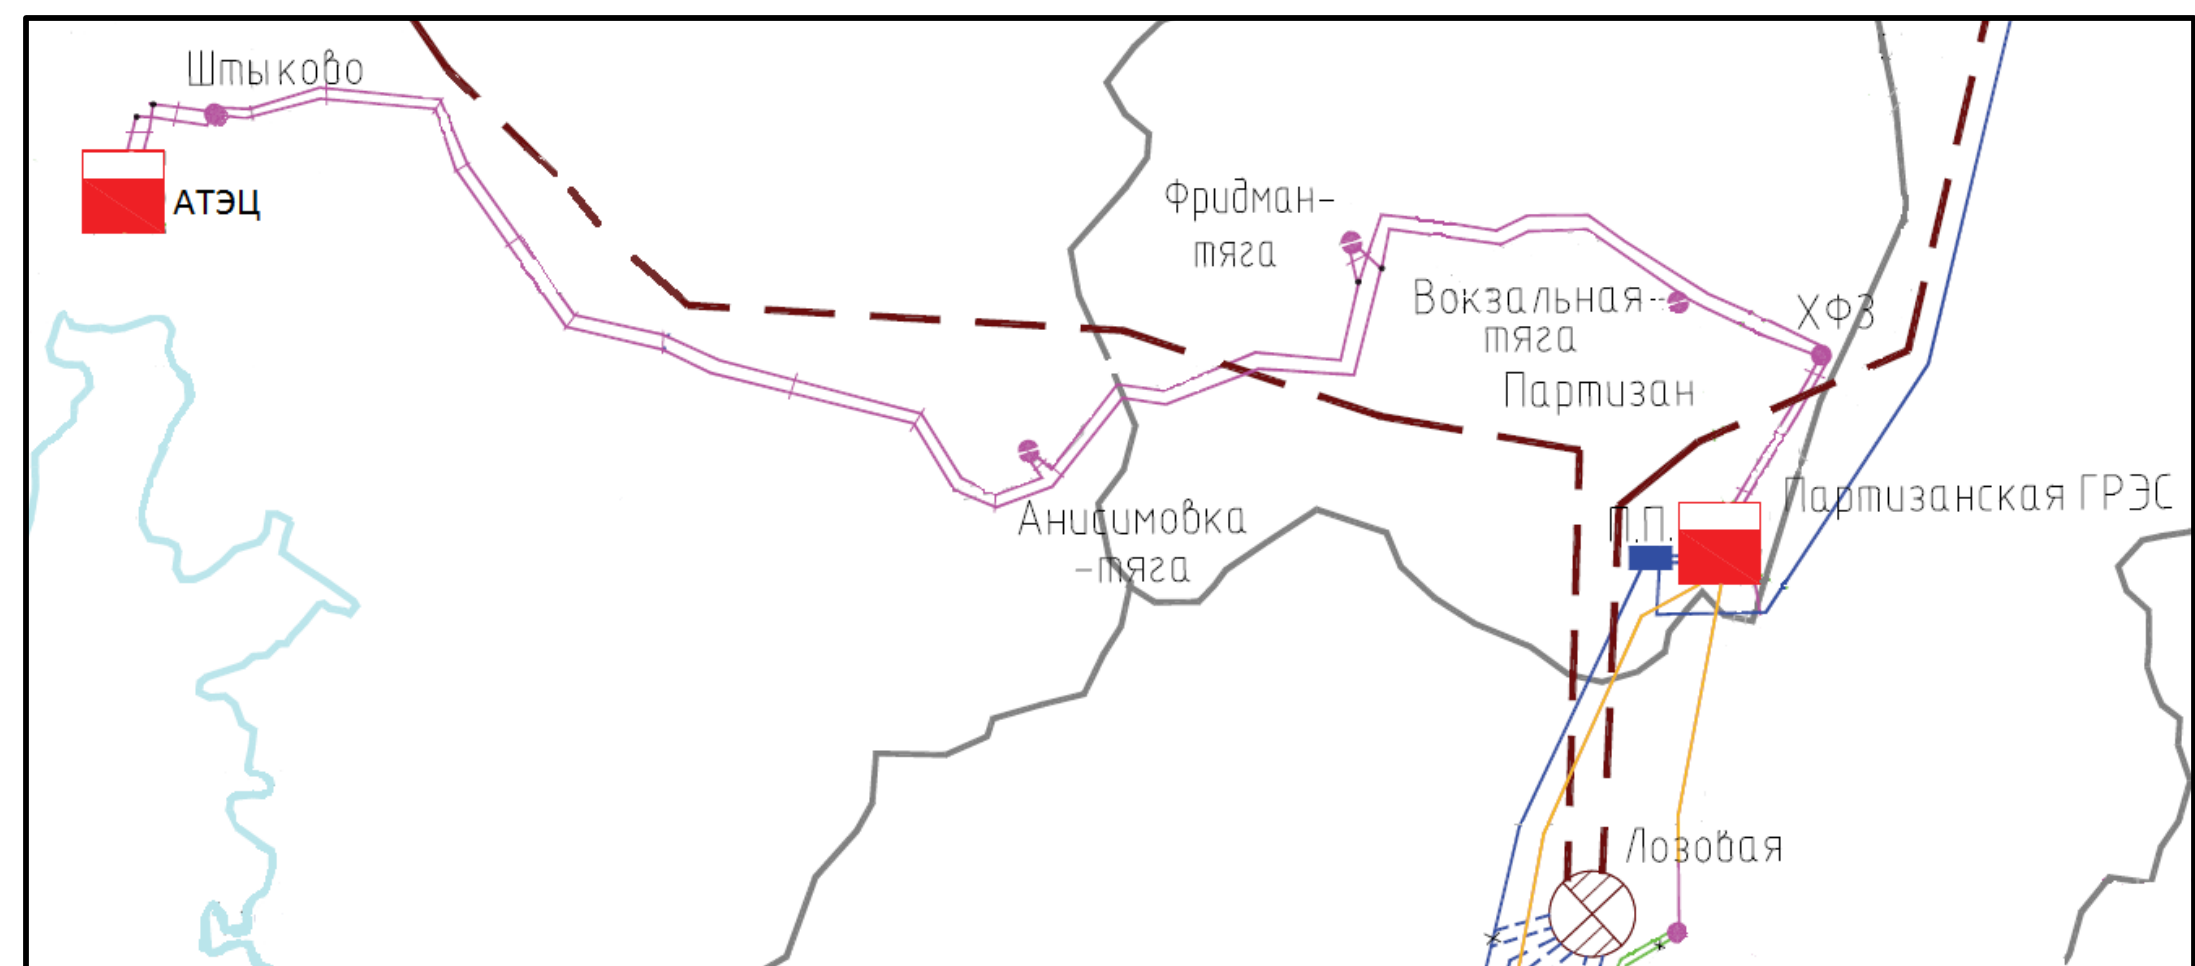 Штыково
АТЭЦ
Фридман-
тяга
Вокзальная-
тяга
ХФЗ
Партизан
Партизанская ГРЭС
П.П.
Анисимовка
-тяга
Лозовая